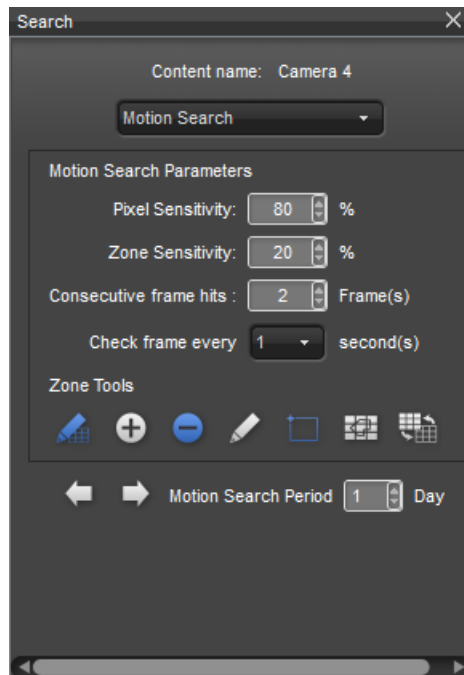 Search
Content name: Camera 4
Motion Search
Motion Search Parameters
Pixel Sensitivity: 80 %
Zone Sensitivity: 20 %
Consecutive frame hits : 2 Frame(s)
Check frame every 1 second(s)
Zone Tools
Motion Search Period 1 Day